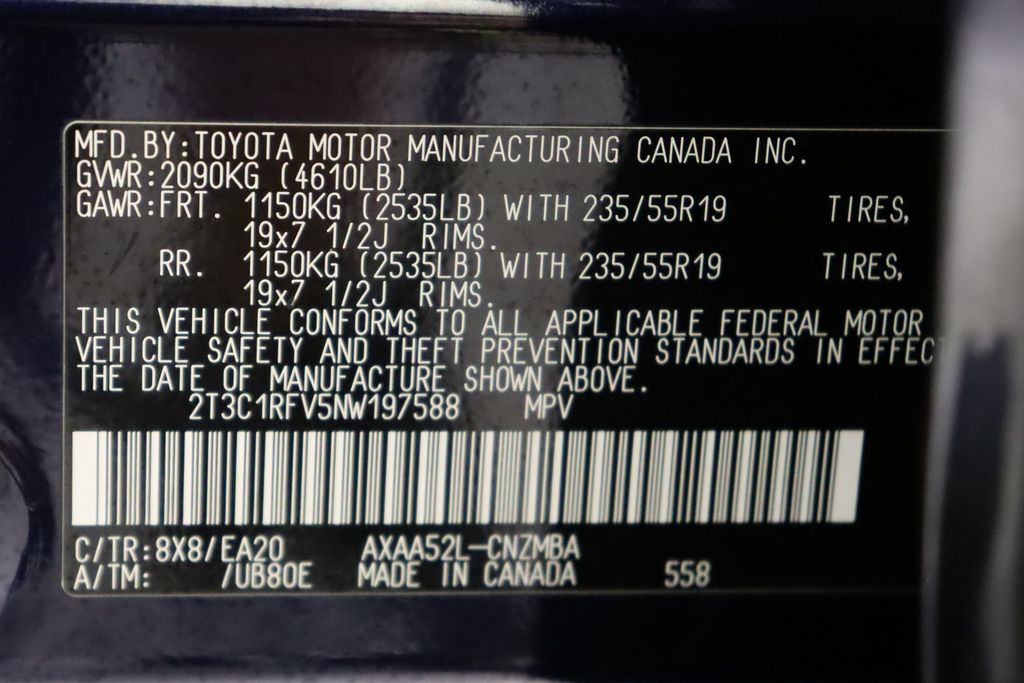 MFD.BY:TOYOTA MOTOR MANUFACTURING CANADA INC.
GVWR:2090KG (4610LB)
GAWR:FRT. 1150KG (2535LB) WITH 235/55R19 TIRES,
19x7 1/2J RIMS.
RR. 1150KG (2535LB) WITH 235/55R19 TIRES,
19x7 1/2J RIMS.
THIS VEHICLE CONFORMS TO ALL APPLICABLE FEDERAL MOTOR
VEHICLE SAFETY AND THEFT PREVENTION STANDARDS IN EFFEC
THE DATE OF MANUFACTURE SHOWN ABOVE.
2T3C1RFV5NW197588 MPV
C/TR:8X8/EA20 AXAA52L-CNZMBA
A/TM: /UB80E MADE IN CANADA 558